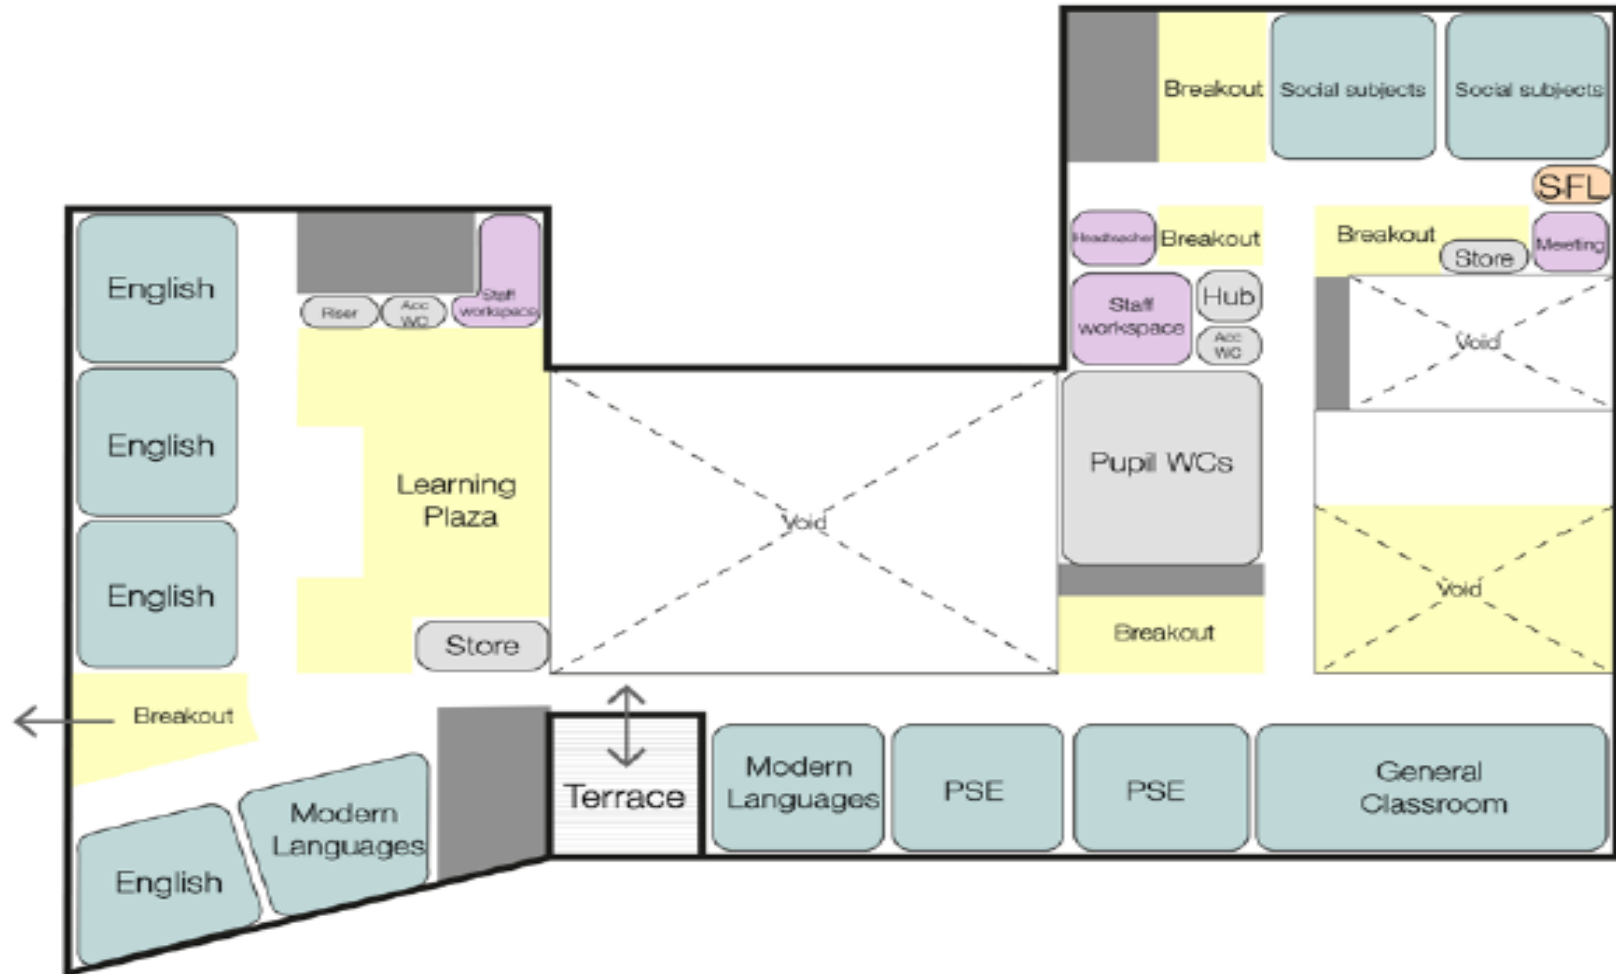 Breakout
Social subjects
Social subjects
SFL
Headteacher
Breakout
Breakout
Store
Meeting
English
Riser
Acc
WC
Staff
workspace
Staff
workspace
Hub
Acc
WC
Void
English
Learning
Plaza
Void
Pupil WCs
English
Void
Store
Breakout
Breakout
Terrace
Modern
Languages
PSE
PSE
General
Classroom
Modern
Languages
English